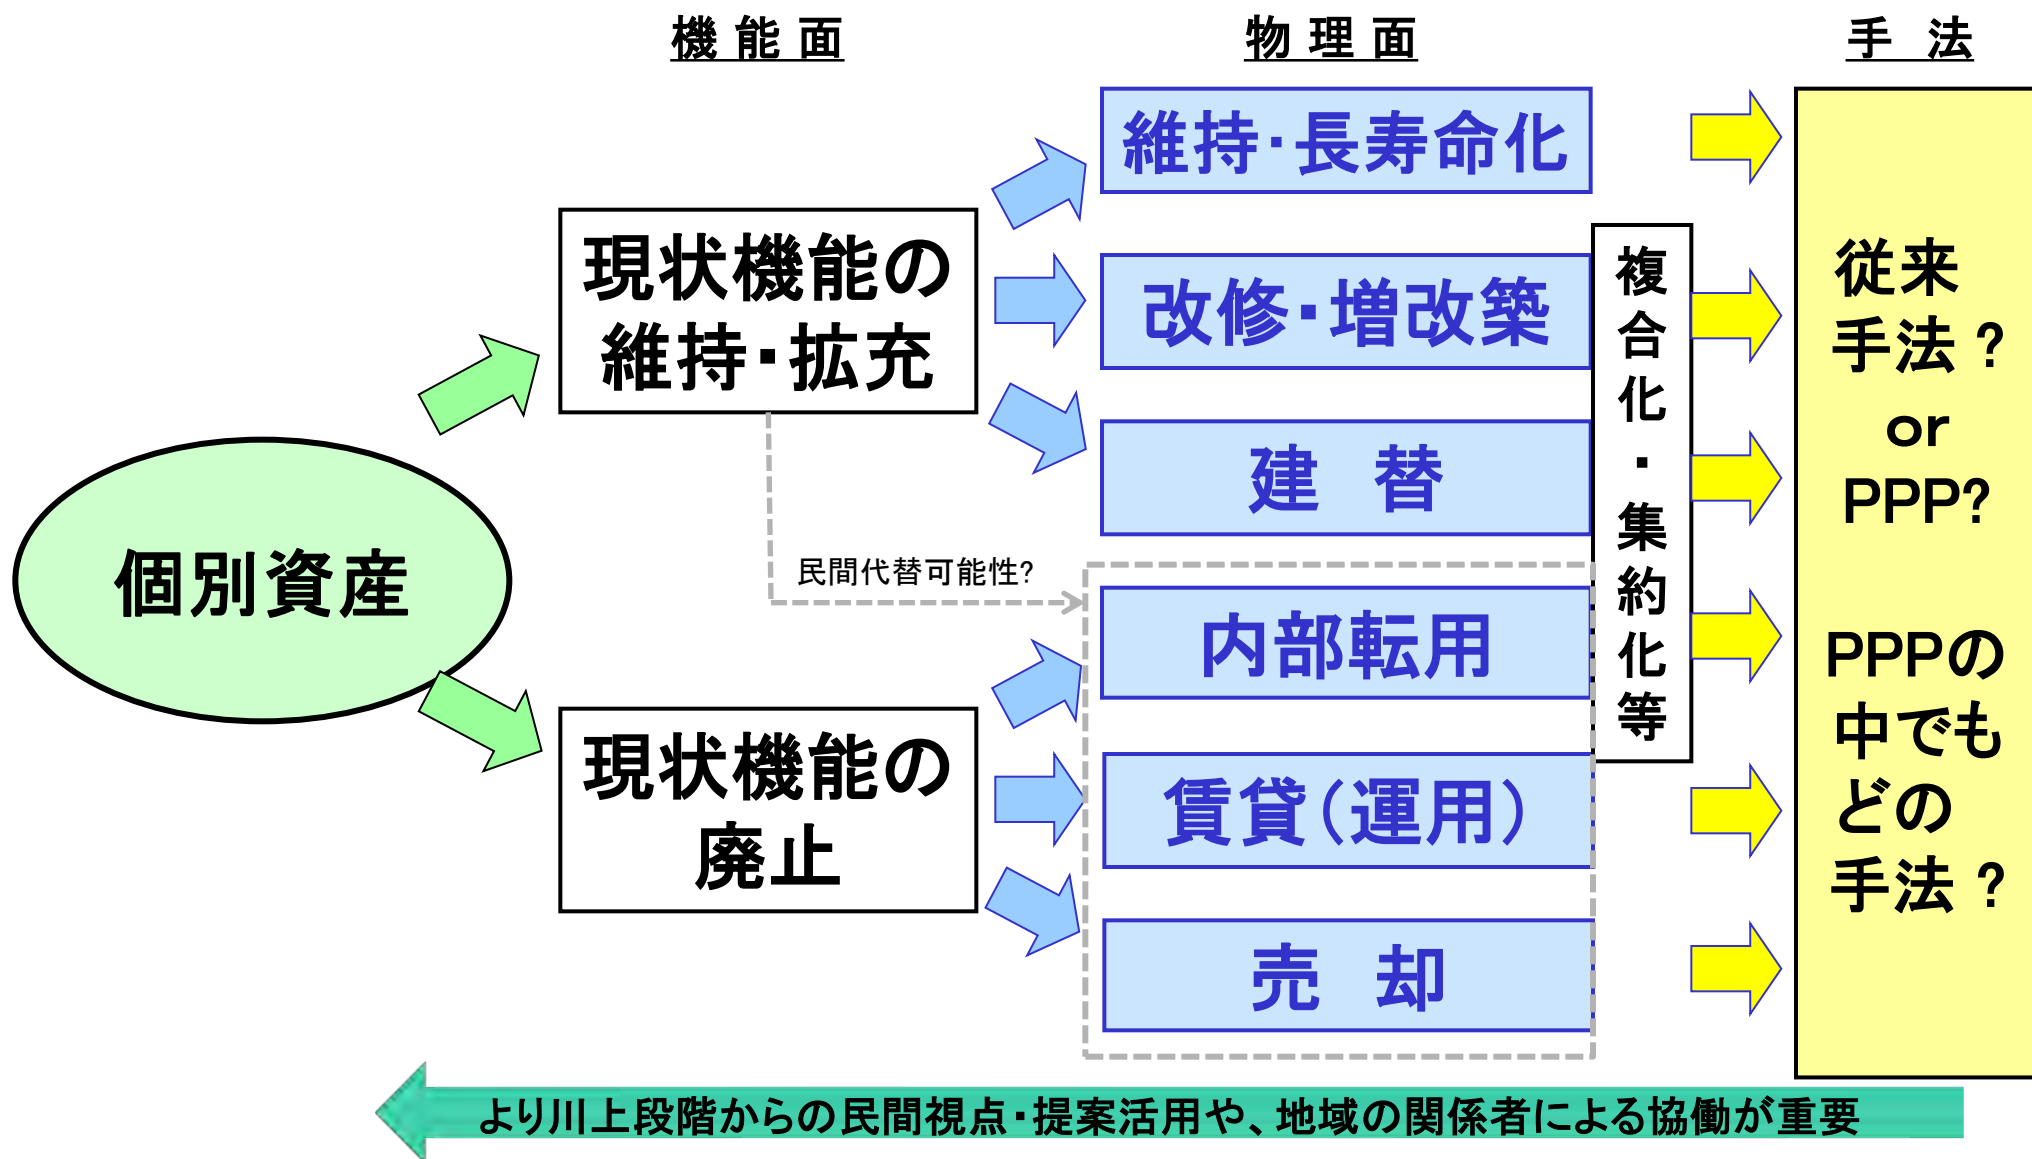 機能面
物理面
手 法
個別資産
現状機能の
維持・拡充
現状機能の
廃止
民間代替可能性?
維持・長寿命化
改修・増改築
建 替
内部転用
賃貸(運用)
売 却
複合化・集約化等
従来
手法?
or
PPP?
PPPの
中でも
どの
手法?
より川上段階からの民間視点・提案活用や、地域の関係者による協働が重要